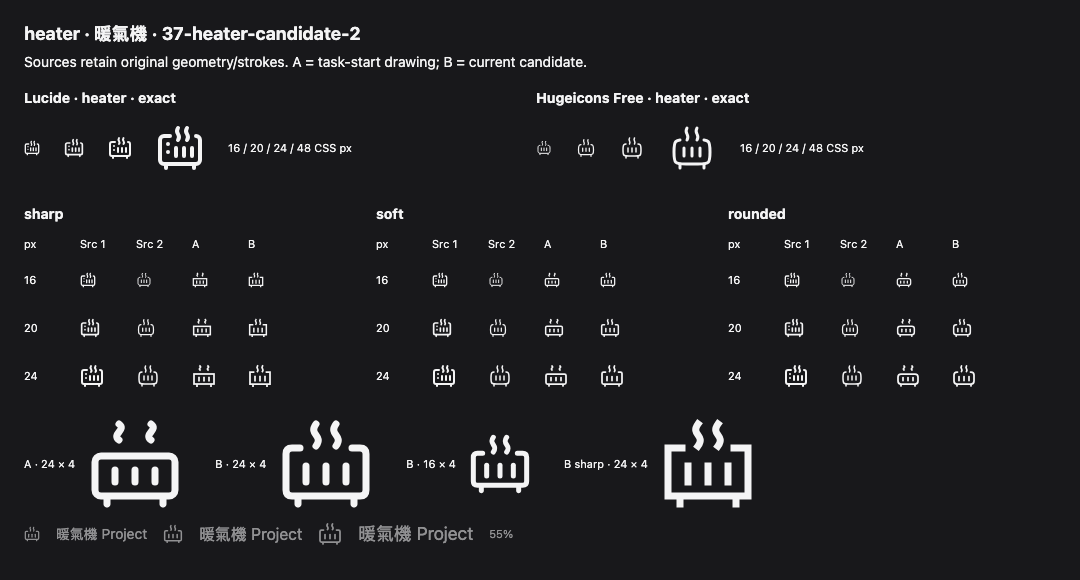 heater · 暖氣機 · 37-heater-candidate-2
Sources retain original geometry/strokes. A = task-start drawing; B = current candidate.
Lucide · heater · exact
Hugeicons Free · heater · exact
16 / 20 / 24 / 48 CSS px
16 / 20 / 24 / 48 CSS px
sharp
soft
rounded
px Src 1 Src 2 A B
px Src 1 Src 2 A B
px Src 1 Src 2 A B
16
16
16
20
20
20
24
24
24
A · 24 × 4
B · 24 × 4
B · 16 × 4
B sharp · 24 × 4
暖氣機 Project
暖氣機 Project
暖氣機 Project
55%